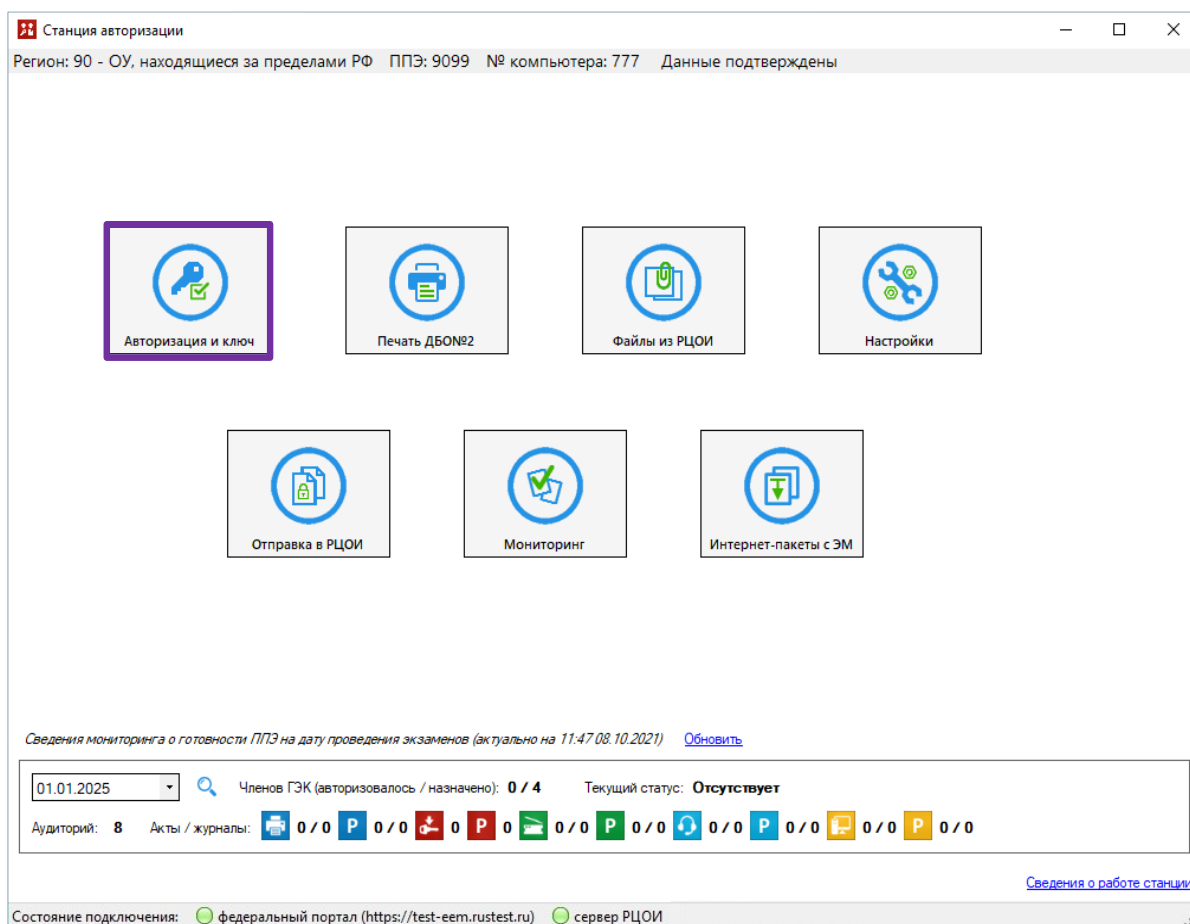 Станция авторизации
Регион: 90 - ОУ, находящиеся за пределами РФ ППЭ: 9099 № компьютера: 777 Данные подтверждены
Авторизация и ключ
Печать ДБО№2
Файлы из РЦОИ
Настройки
Отправка в РЦОИ
Мониторинг
Интернет-пакеты с ЭМ
Сведения мониторинга о готовности ППЭ на дату проведения экзаменов (актуально на 11:47 08.10.2021) Обновить
01.01.2025 Членов ГЭК (авторизовалось / назначено): 0 / 4 Текущий статус: Отсутствует
Аудиторий: 8 Акты / журналы: 0 / 0 P 0 / 0 0 P 0 0 / 0 P 0 / 0 0 / 0 P 0 / 0 0 / 0 P 0 / 0
Сведения о работе станции
Состояние подключения: федеральный портал (https://test-eem.rustest.ru) сервер РЦОИ